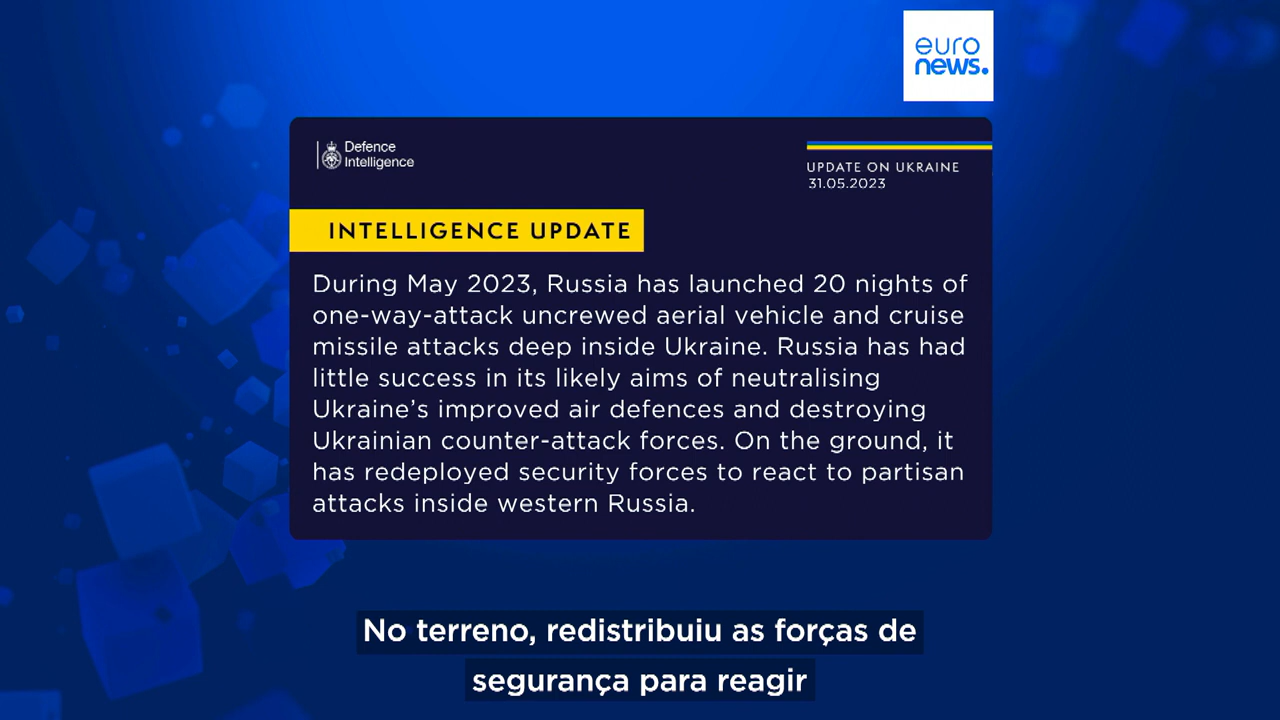 euro
news.
Defence
Intelligence
UPDATE ON UKRAINE
31.05.2023
INTELLIGENCE UPDATE
During May 2023, Russia has launched 20 nights of
one-way-attack uncrewed aerial vehicle and cruise
missile attacks deep inside Ukraine. Russia has had
little success in its likely aims of neutralising
Ukraine’s improved air defences and destroying
Ukrainian counter-attack forces. On the ground, it
has redeployed security forces to react to partisan
attacks inside western Russia.
No terreno, redistribuiu as forças de
segurança para reagir